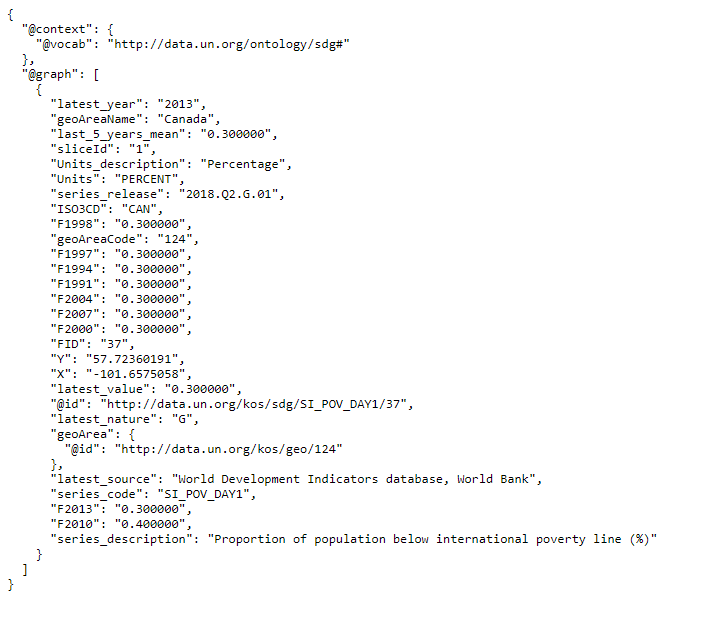 {
  "@context": {
    "@vocab": "http://data.un.org/ontology/sdg#"
  },
  "@graph": [
    {
      "latest_year": "2013",
      "geoAreaName": "Canada",
      "last_5_years_mean": "0.300000",
      "sliceId": "1",
      "Units_description": "Percentage",
      "Units": "PERCENT",
      "series_release": "2018.Q2.G.01",
      "ISO3CD": "CAN",
      "F1998": "0.300000",
      "geoAreaCode": "124",
      "F1997": "0.300000",
      "F1994": "0.300000",
      "F1991": "0.300000",
      "F2004": "0.300000",
      "F2007": "0.300000",
      "F2000": "0.300000",
      "FID": "37",
      "Y": "57.72360191",
      "X": "-101.6575058",
      "latest_value": "0.300000",
      "@id": "http://data.un.org/kos/sdg/SI_POV_DAY1/37",
      "latest_nature": "G",
      "geoArea": {
        "@id": "http://data.un.org/kos/geo/124"
      },
      "latest_source": "World Development Indicators database, World Bank",
      "series_code": "SI_POV_DAY1",
      "F2013": "0.300000",
      "F2010": "0.400000",
      "series_description": "Proportion of population below international poverty line (%)"
    }
  ]
}